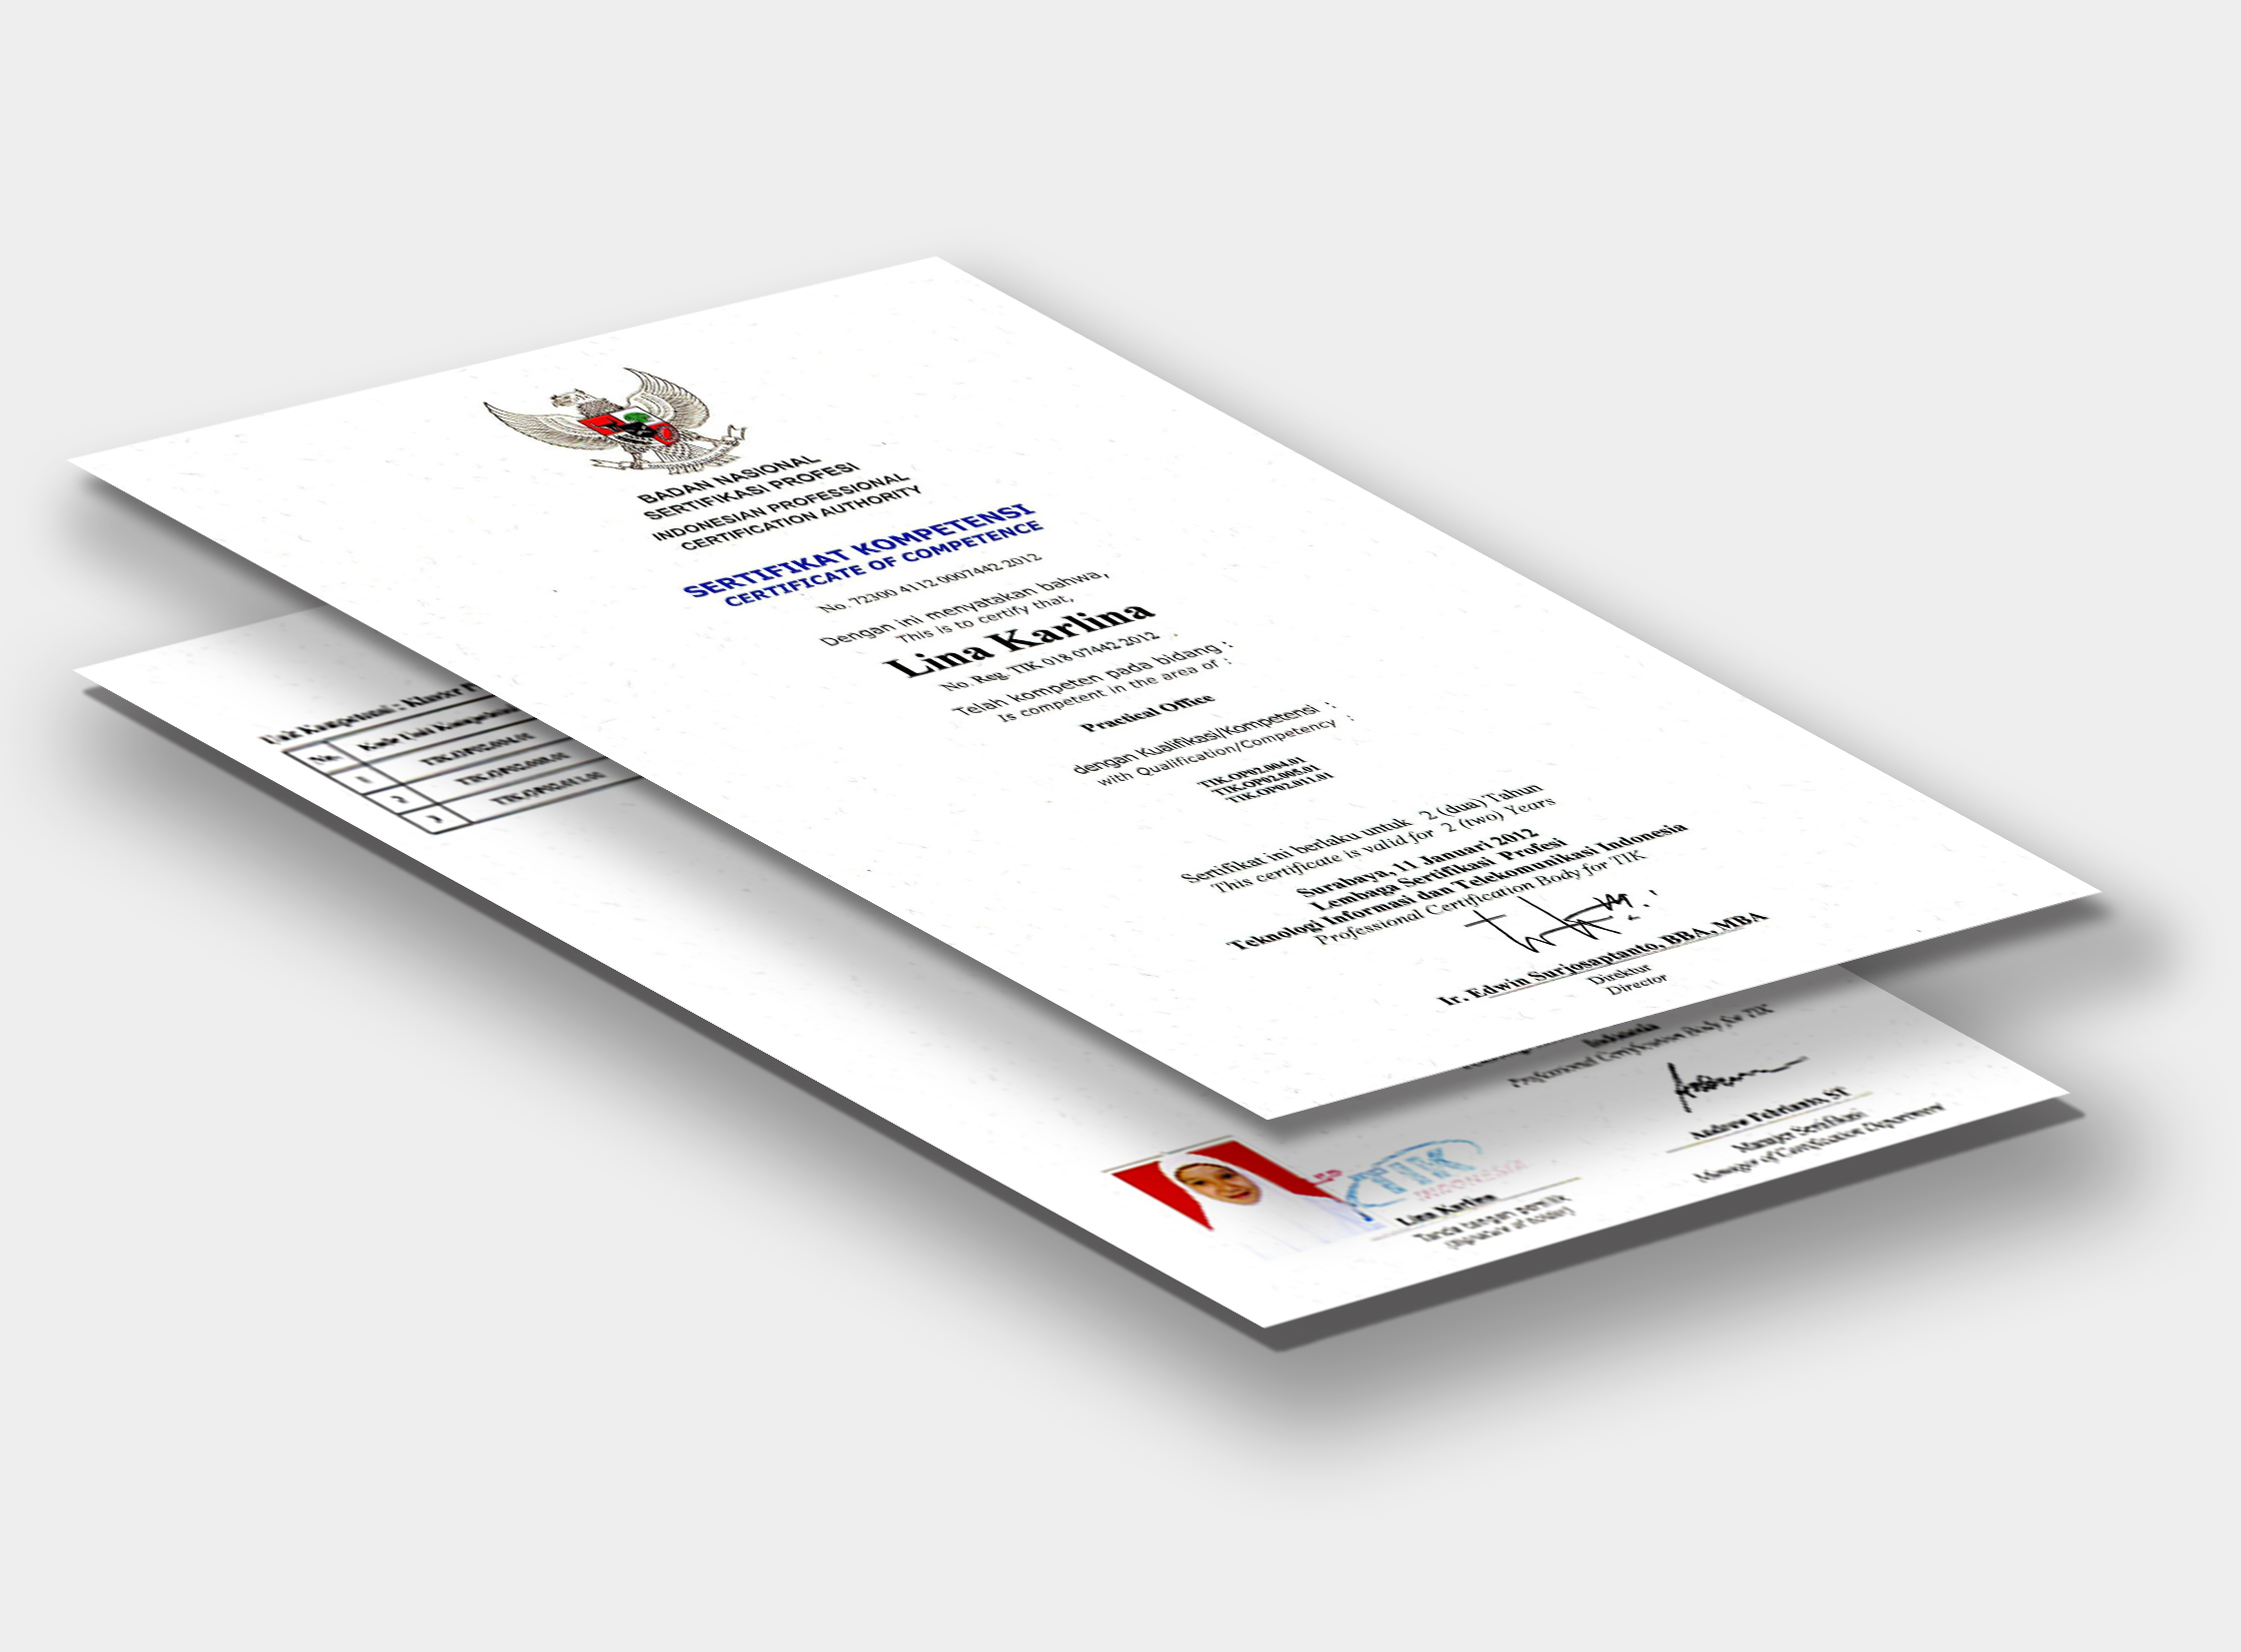 BADAN NASIONAL
SERTIFIKASI PROFESI
INDONESIAN PROFESSIONAL
CERTIFICATION AUTHORITY
SERTIFIKAT KOMPETENSI
CERTIFICATE OF COMPETENCE
No. 72300 4112 0007442 2012
Dengan ini menyatakan bahwa,
This is to certify that,
Lina Karlina
No. Reg. TIK 018 07442 2012
Telah kompeten pada bidang :
Is competent in the area of :
Practical Office
dengan Kualifikasi/Kompetensi :
with Qualification/Competency :
TIK.OP02.004.01
TIK.OP02.005.01
TIK.OP02.011.01
Sertifikat ini berlaku untuk 2 (dua) Tahun
This certificate is valid for 2 (two) Years
Surabaya, 11 Januari 2012
Lembaga Sertifikasi Profesi
Teknologi Informasi dan Telekomunikasi Indonesia
Professional Certification Body for TIK
Ir. Edwin Surjosaptanto, BBA, MBA
Direktur
Director
Unit Kompetensi : Klaster
No. Kode Unit Kompetensi
1 TIK.OP02.004.01
2 TIK.OP02.005.01
3 TIK.OP02.011.01
Indonesia
Professional Certification Body for TIK
Andrew Febrianto, ST
Manajer Sertifikasi
Manager of Certification Department
LSP
TIK
INDONESIA
Lina Karlina
Tanda tangan pemilik
(Signature of holder)